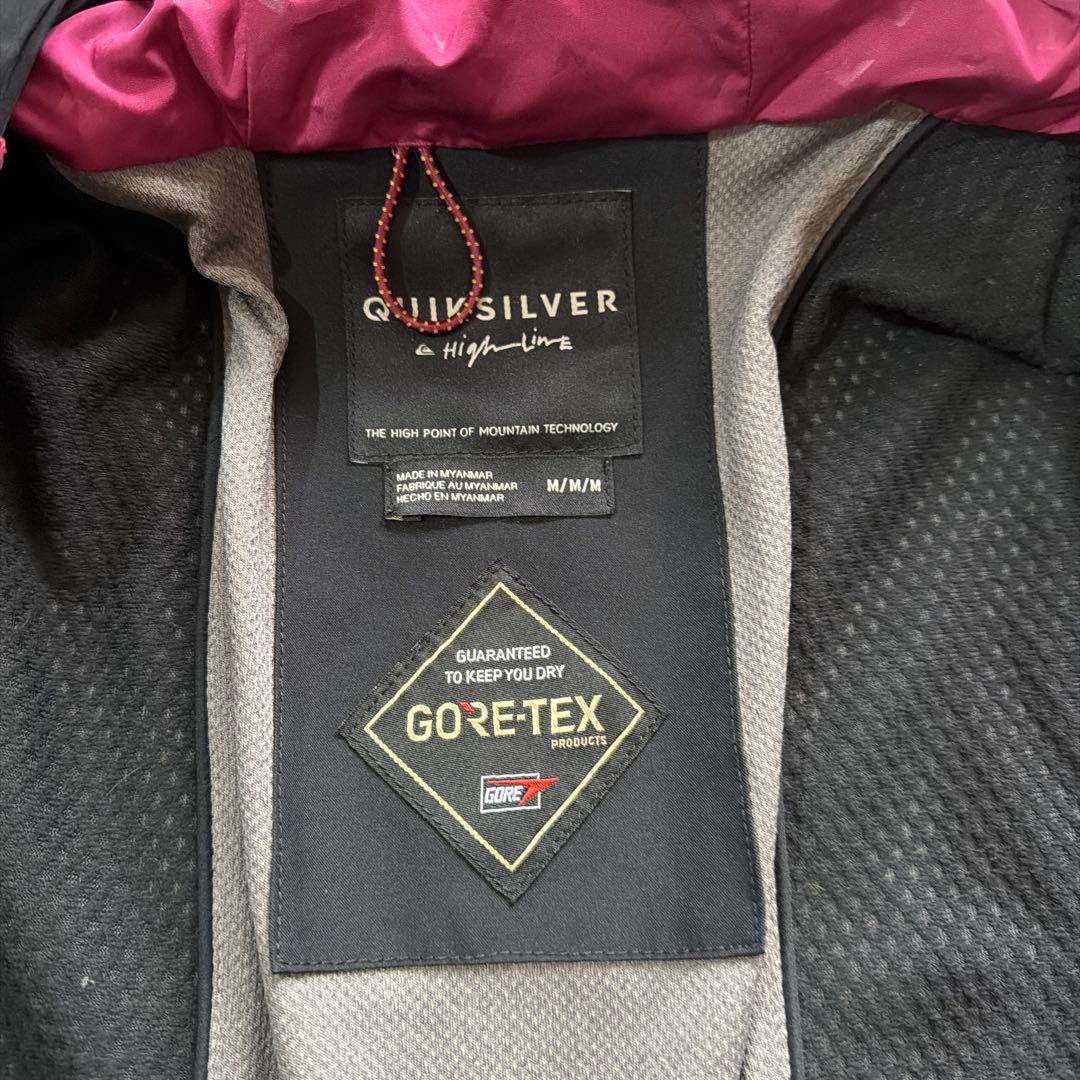 QUIKSILVER
High Line
THE HIGH POINT OF MOUNTAIN TECHNOLOGY
MADE IN MYANMAR
FABRIQUE AU MYANMAR
HECHO EN MYANMAR
M/M/M
GUARANTEED
TO KEEP YOU DRY
GORE-TEX
PRODUCTS
GORE